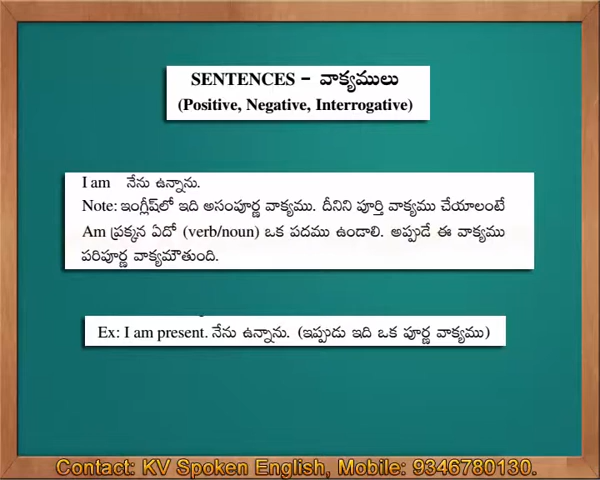 SENTENCES - వాక్యములు
(Positive, Negative, Interrogative)
I am నేను ఉన్నాను.
Note: ఇంగ్లీష్‌లో ఇది అసంపూర్ణ వాక్యము. దీనిని పూర్తి వాక్యము చేయాలంటే
Am ప్రక్కన ఏదో (verb/noun) ఒక పదము ఉండాలి. అప్పుడే ఈ వాక్యము
పరిపూర్ణ వాక్యమౌతుంది.
Ex: I am present. నేను ఉన్నాను. (ఇప్పుడు ఇది ఒక పూర్ణ వాక్యము)
Contact: KV Spoken English, Mobile: 9346780130.